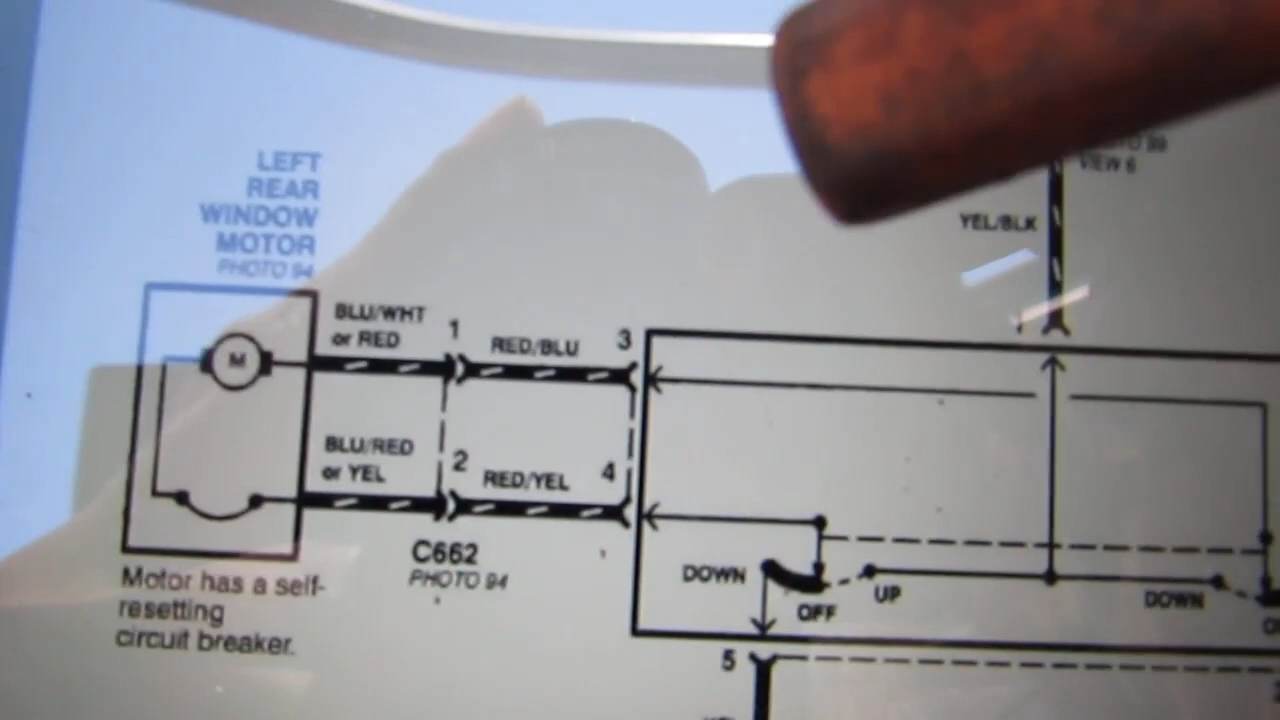 LEFT
REAR
WINDOW
MOTOR
PHOTO 94
VIEW 6
YEL/BLK
BLU/WHT
or RED
1
RED/BLU
3
M
BLU/RED
or YEL
2
RED/YEL
4
C662
PHOTO 94
DOWN
OFF
UP
DOWN
Motor has a self-
resetting
circuit breaker.
5